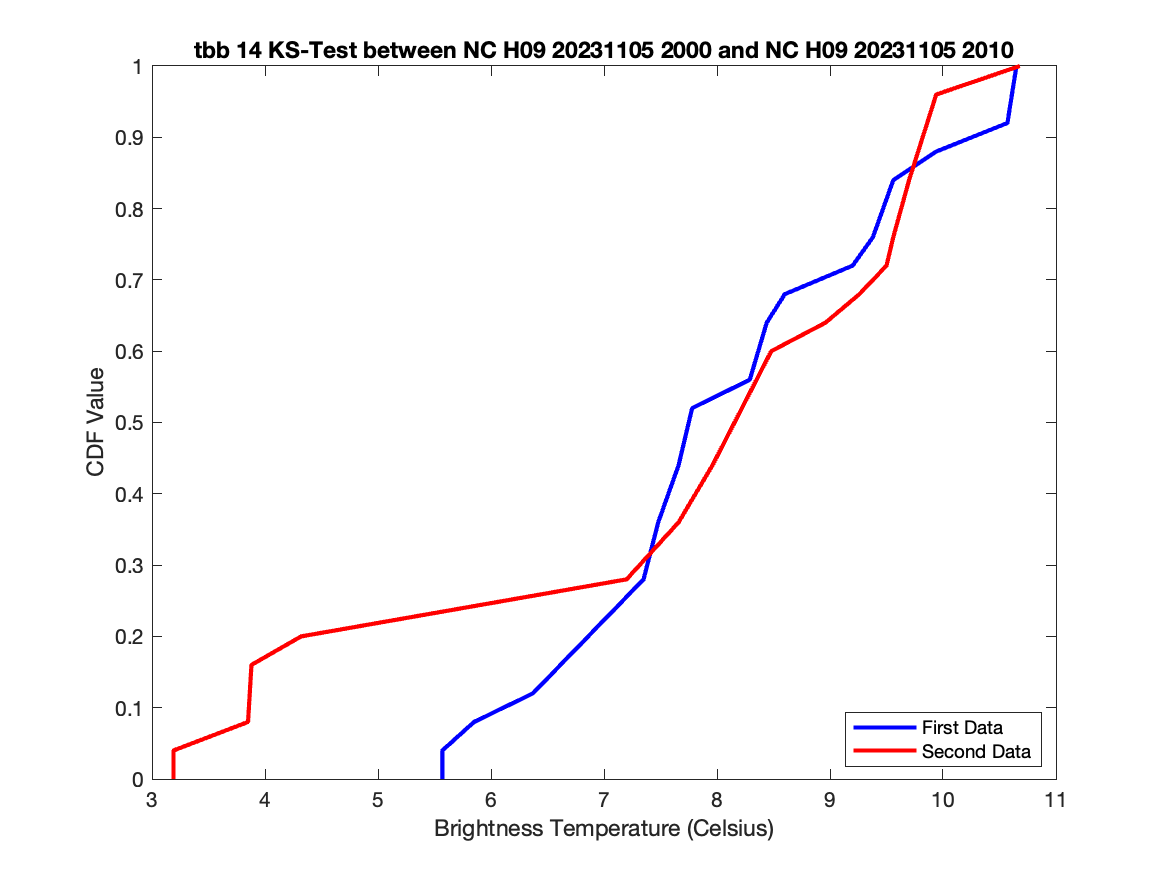 tbb 14 KS-Test between NC H09 20231105 2000 and NC H09 20231105 2010
1
0.9
0.8
0.7
0.6
0.5
0.4
0.3
0.2
0.1
0
CDF Value
First Data
Second Data
3 4 5 6 7 8 9 10 11
Brightness Temperature (Celsius)